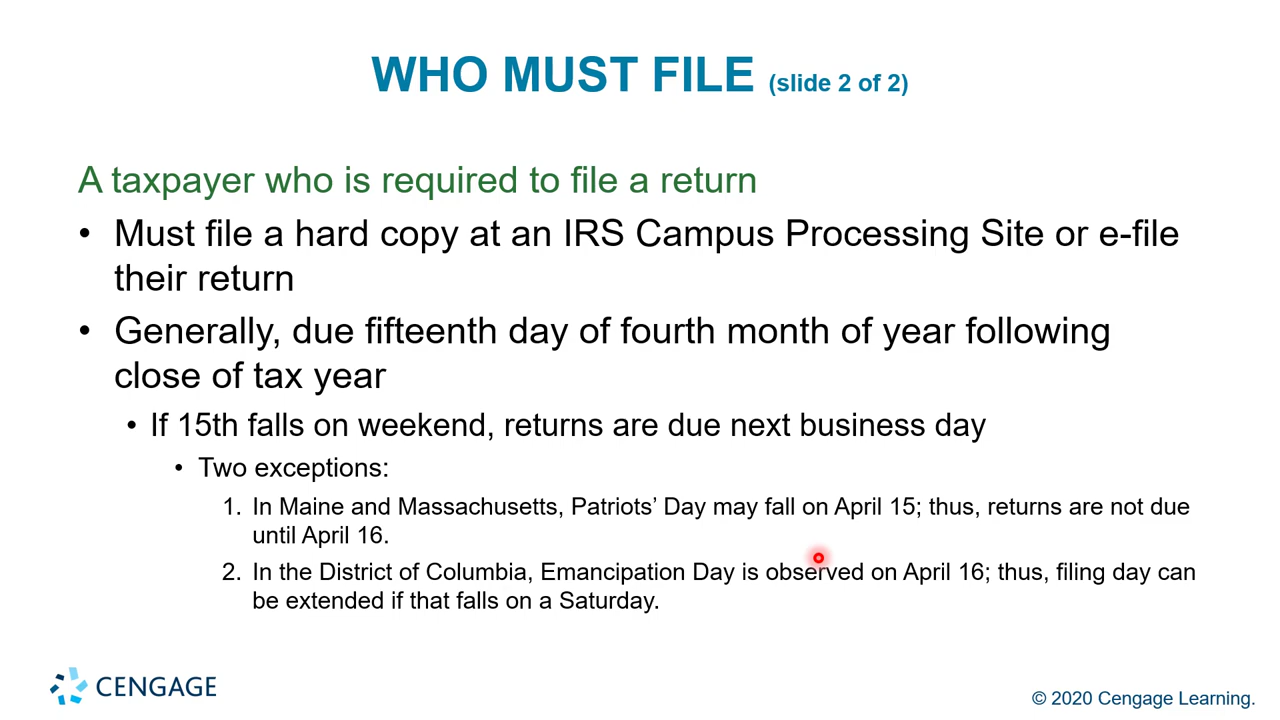 WHO MUST FILE (slide 2 of 2)
A taxpayer who is required to file a return
• Must file a hard copy at an IRS Campus Processing Site or e-file
their return
• Generally, due fifteenth day of fourth month of year following
close of tax year
• If 15th falls on weekend, returns are due next business day
• Two exceptions:
1. In Maine and Massachusetts, Patriots’ Day may fall on April 15; thus, returns are not due
until April 16.
2. In the District of Columbia, Emancipation Day is observed on April 16; thus, filing day can
be extended if that falls on a Saturday.
CENGAGE
© 2020 Cengage Learning.